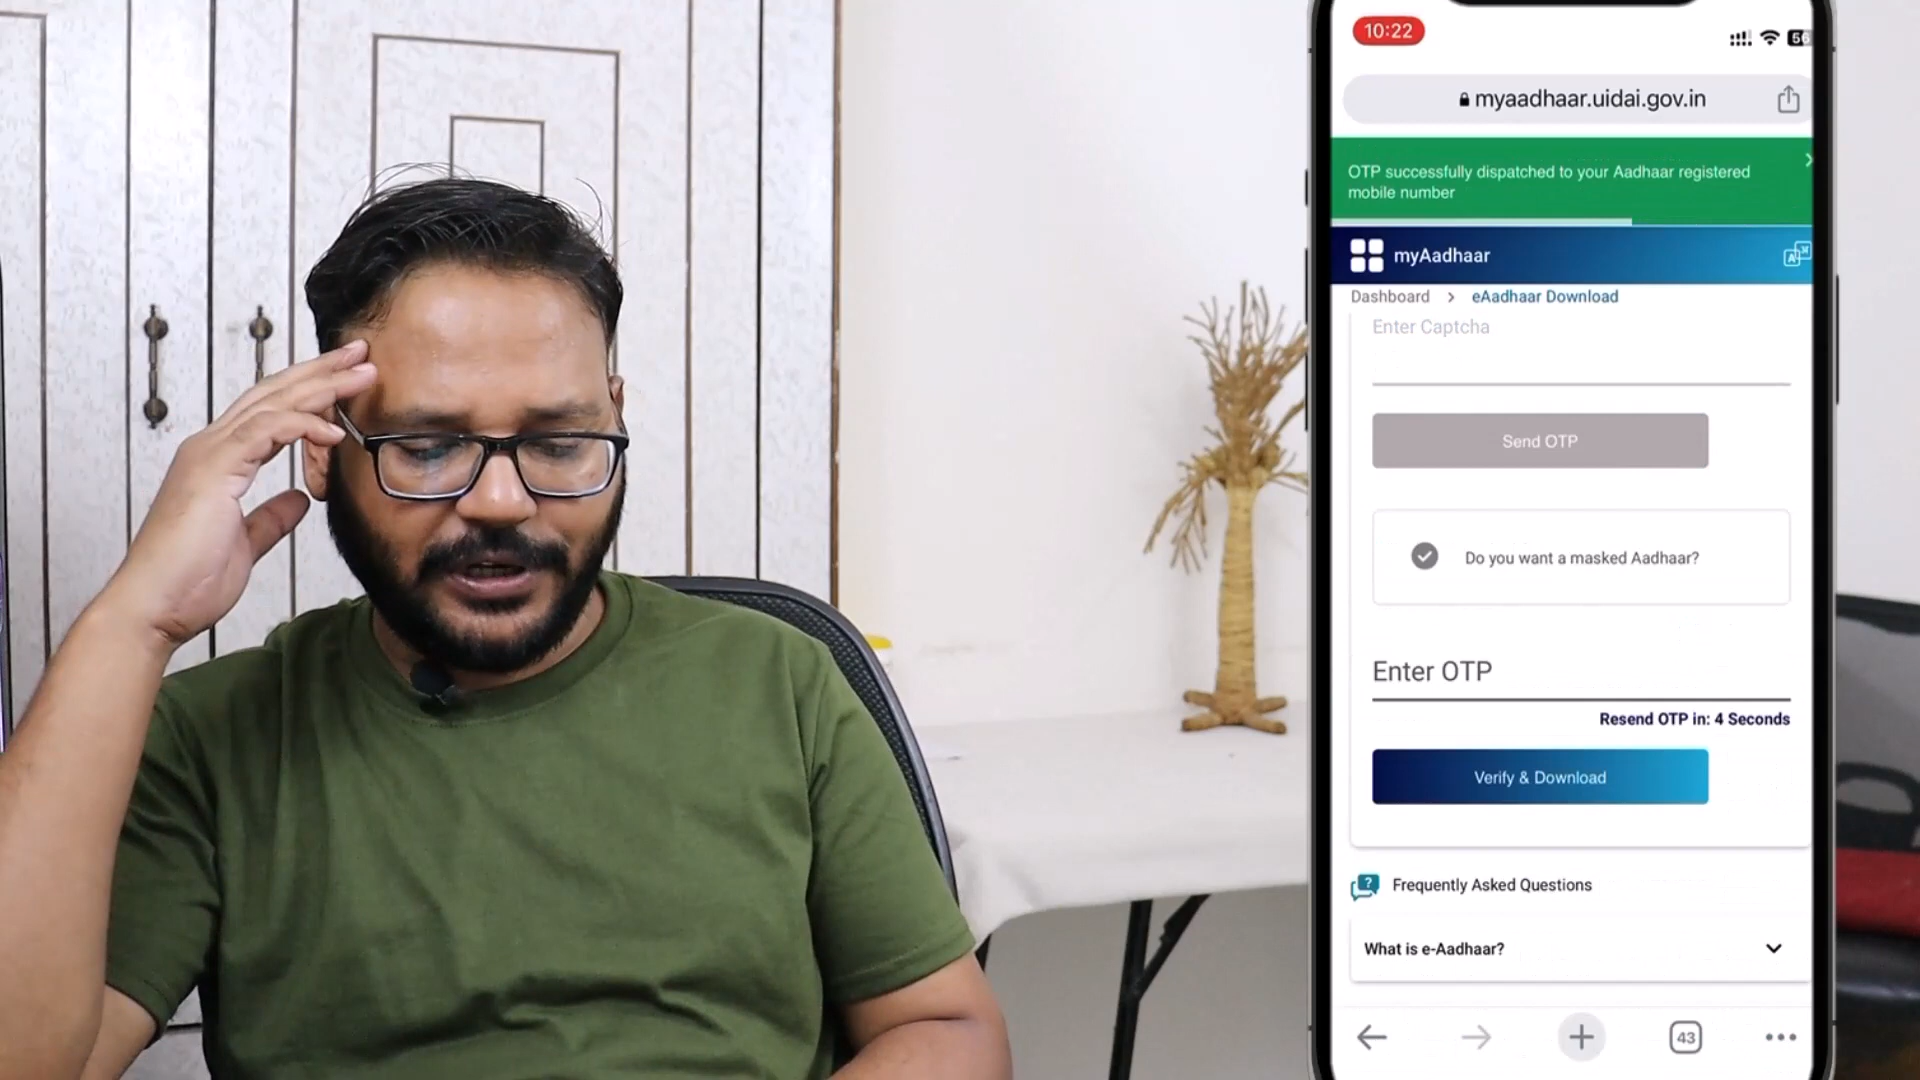 10:22
56
myaadhaar.uidai.gov.in
OTP successfully dispatched to your Aadhaar registered
mobile number
myAadhaar
Dashboard > eAadhaar Download
Enter Captcha
Send OTP
Do you want a masked Aadhaar?
Enter OTP
Resend OTP in: 4 Seconds
Verify & Download
Frequently Asked Questions
What is e-Aadhaar?
43